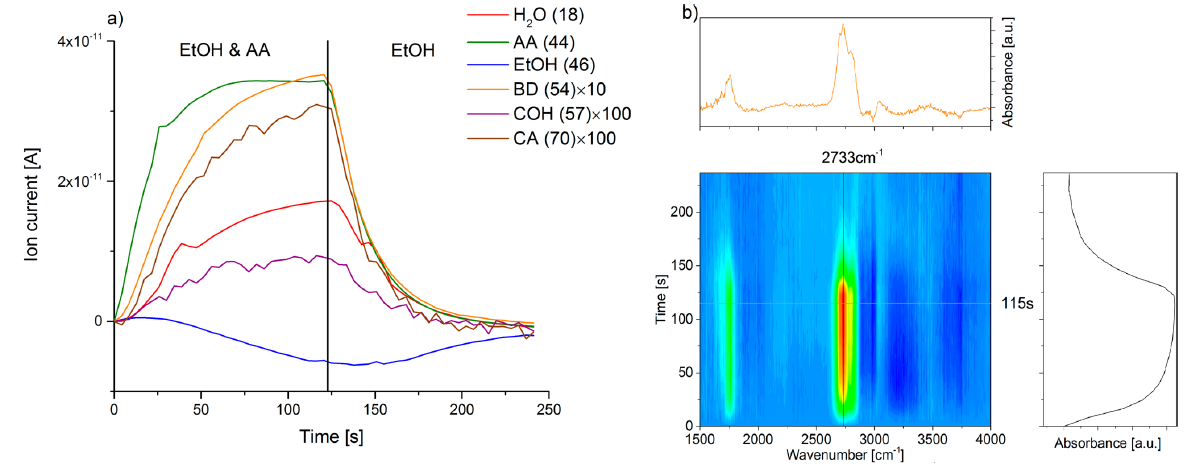 a)
H₂O (18)
AA (44)
EtOH (46)
BD (54)×10
COH (57)×100
CA (70)×100
EtOH & AA
EtOH
4x10⁻¹¹
2x10⁻¹¹
0
Ion current [A]
0 50 100 150 200 250
Time [s]
b)
Absorbance [a.u.]
2733cm⁻¹
200
150
100
50
0
Time [s]
115s
1500 2000 2500 3000 3500 4000
Wavenumber [cm⁻¹]
Absorbance [a.u.]